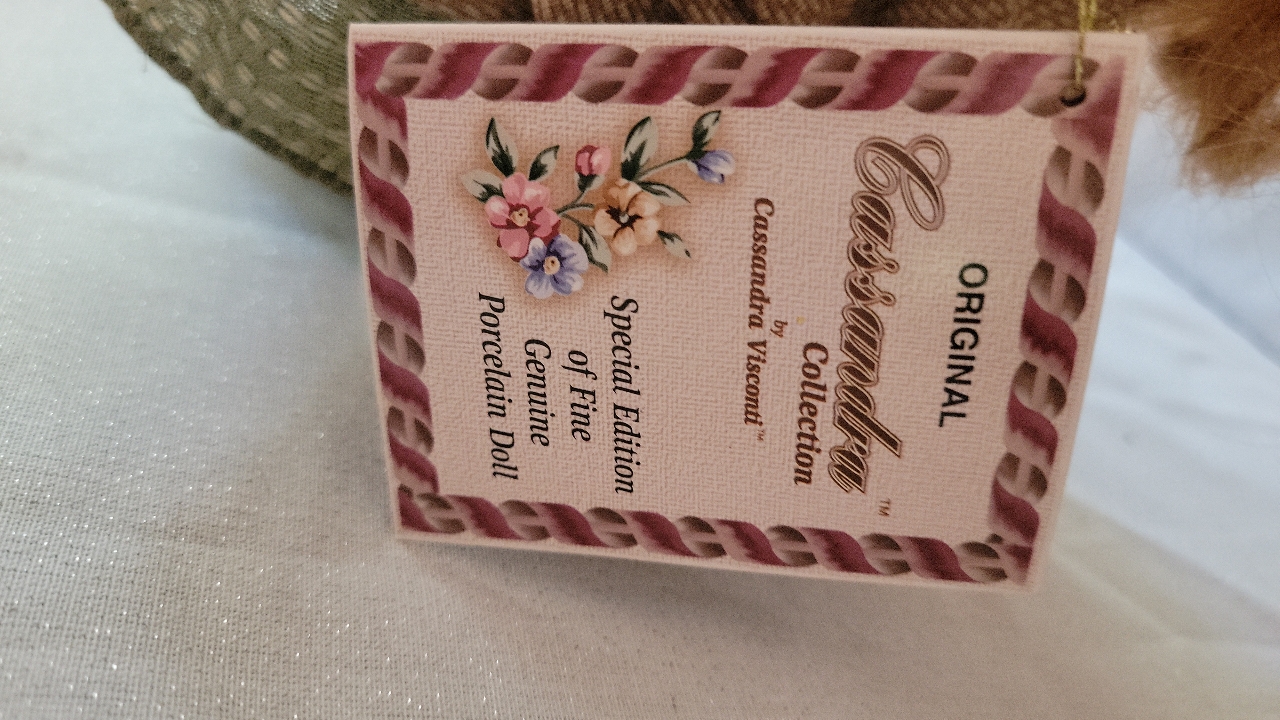 ORIGINAL
Cassandra™
Collection
by
Cassandra Visconti™
Special Edition
of Fine
Genuine
Porcelain Doll